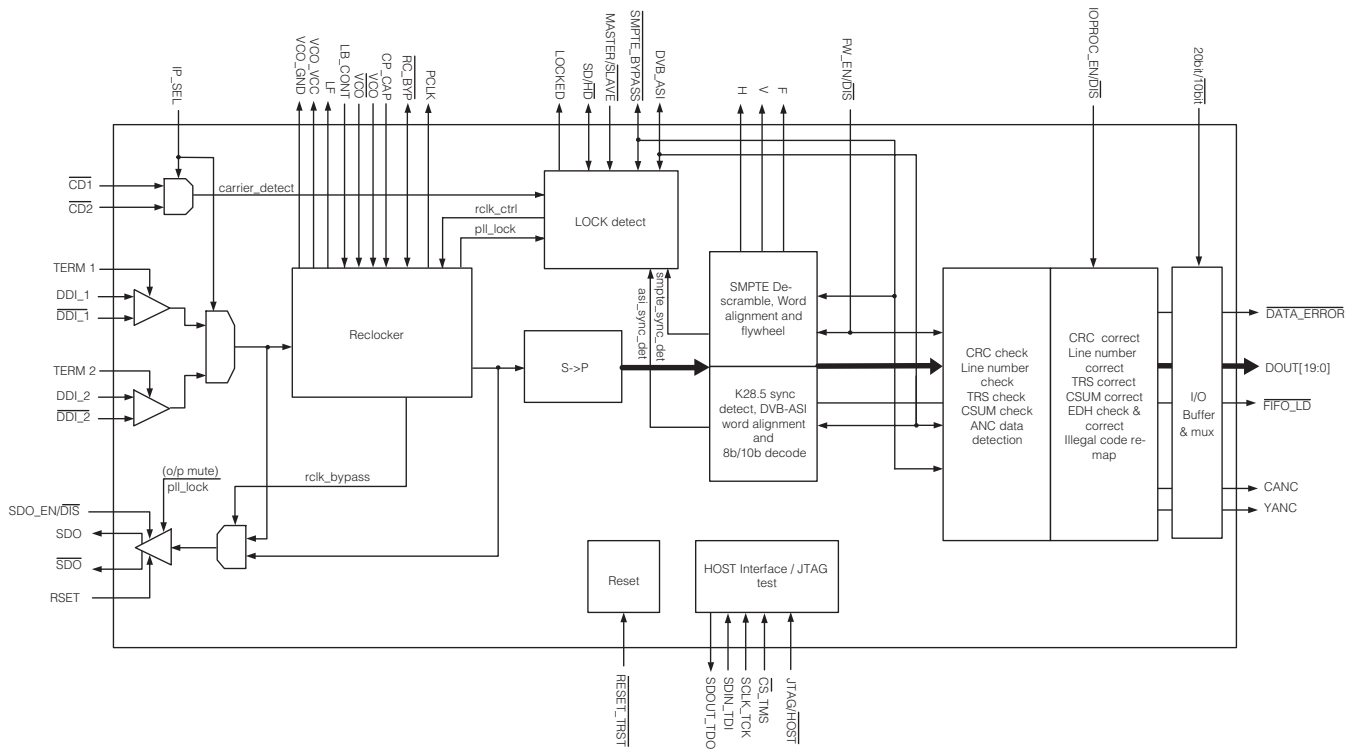 IP_SEL
VCO_GND
VCO_VCC
LF
LB_CONT
VCO
VCO
CP_CAP
RC_BYP
PCLK
LOCKED
SD/HD
MASTER/SLAVE
SMPTE_BYPASS
DVB_ASI
H
V
F
FW_EN/DIS
IOPROC_EN/DIS
20bit/10bit
CD1
CD2
carrier_detect
rclk_ctrl
pll_lock
LOCK detect
TERM 1
DDI_1
DDI_1
TERM 2
DDI_2
DDI_2
Reclocker
S->P
asi_sync_det
smpte_sync_det
SMPTE De-
scramble, Word
alignment and
flywheel
K28.5 sync
detect, DVB-ASI
word alignment
and
8b/10b decode
CRC check
Line number
check
TRS check
CSUM check
ANC data
detection
CRC correct
Line number
correct
TRS correct
CSUM correct
EDH check &
correct
Illegal code re-
map
I/O
Buffer
& mux
DATA_ERROR
DOUT[19:0]
FIFO_LD
CANC
YANC
rclk_bypass
(o/p mute)
pll_lock
SDO_EN/DIS
SDO
SDO
RSET
Reset
HOST Interface / JTAG
test
RESET_TRST
SDOUT_TDO
SDIN_TDI
SCLK_TCK
CS_TMS
JTAG/HOST